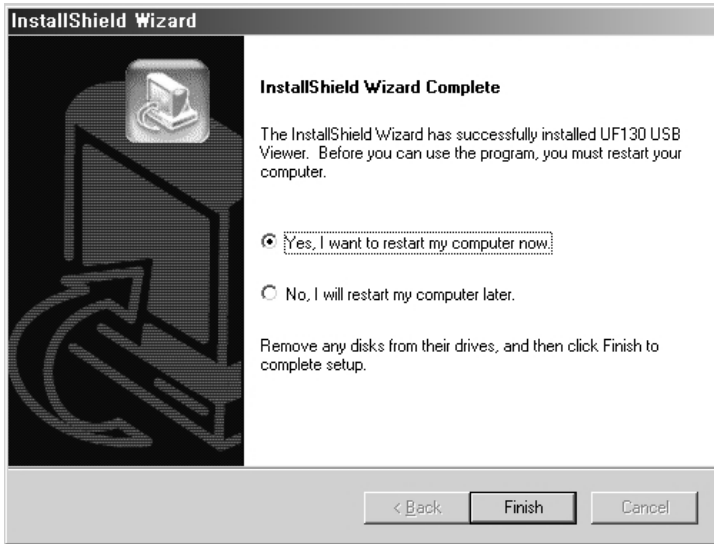 InstallShield Wizard
InstallShield Wizard Complete
The InstallShield Wizard has successfully installed UF130 USB
Viewer.  Before you can use the program, you must restart your
computer.
Yes, I want to restart my computer now.
No, I will restart my computer later.
Remove any disks from their drives, and then click Finish to
complete setup.
< Back
Finish
Cancel